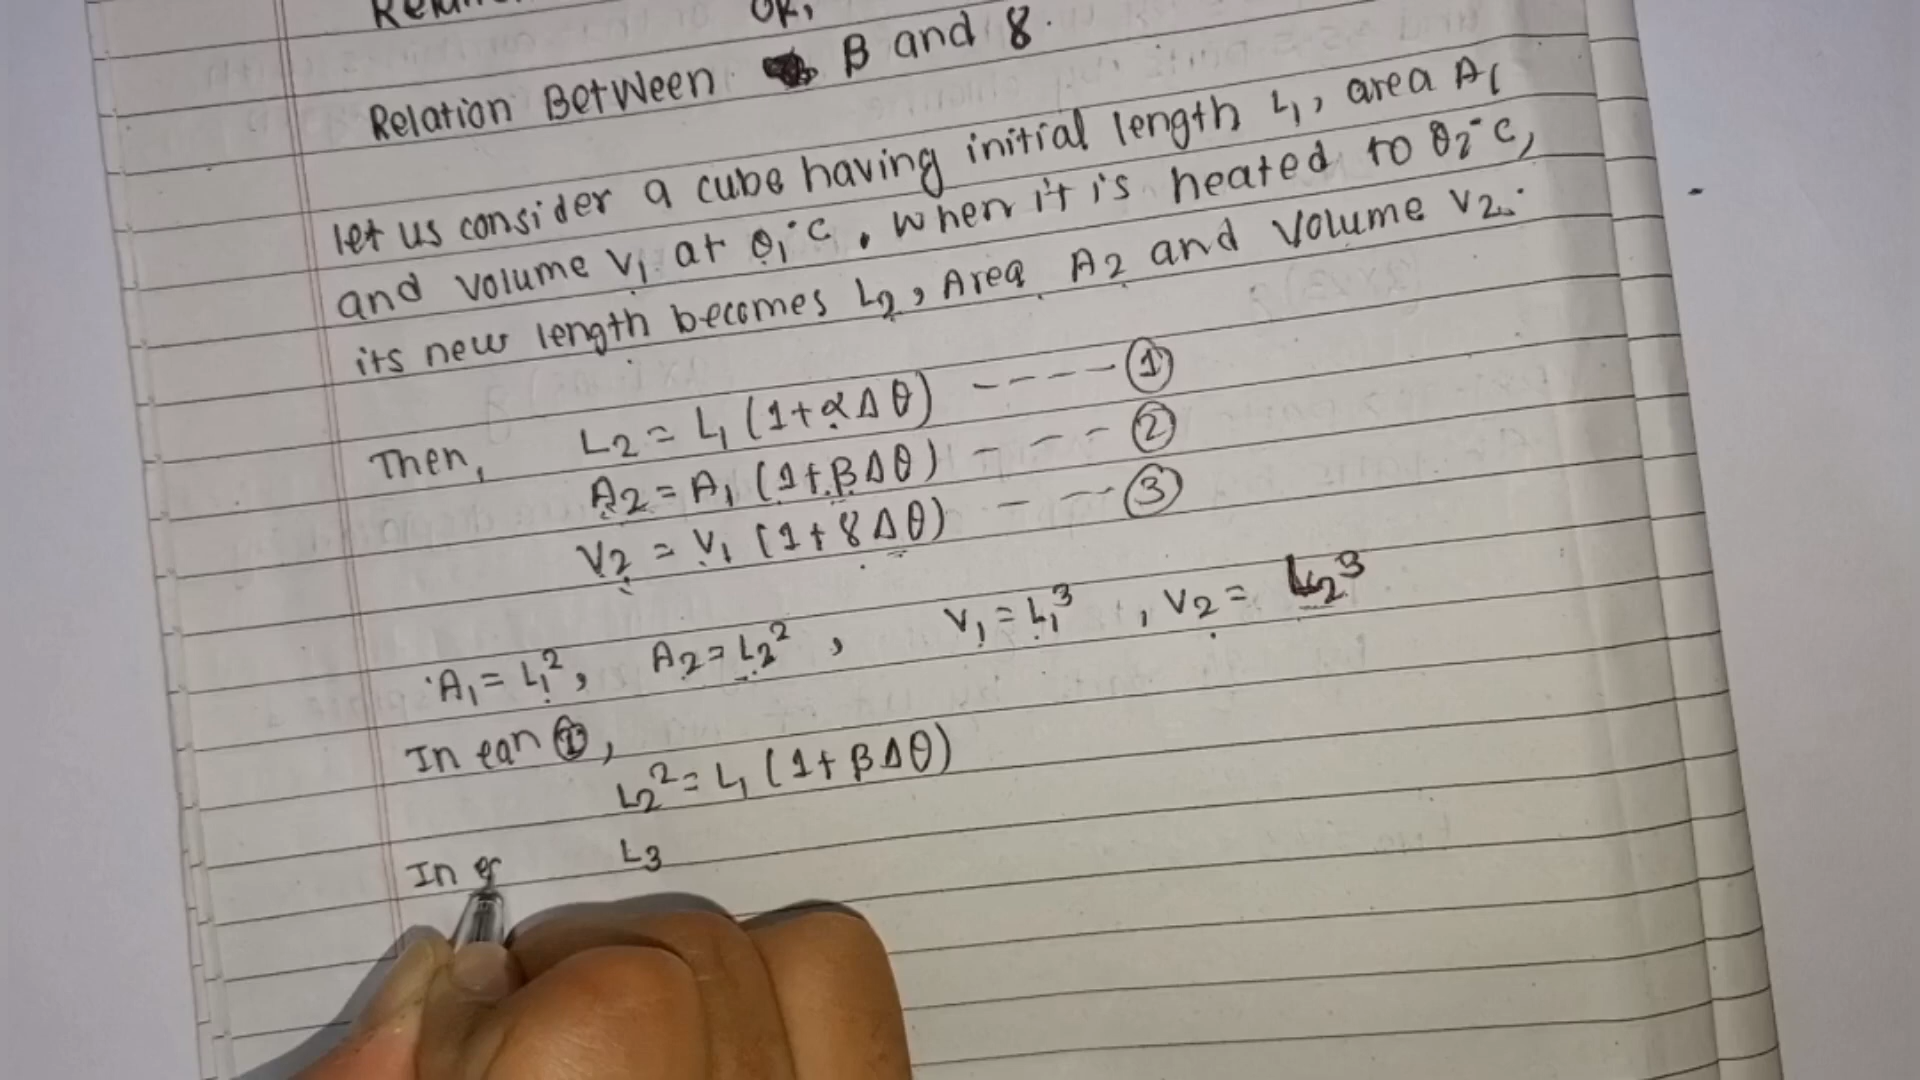 OR,
Relation Between β and γ.
let us consider a cube having initial length L₁, area A₁
and volume V₁ at θ₁°C. When it is heated to θ₂°C,
its new length becomes L₂, Area A₂ and Volume V₂.
Then, L₂ = L₁ (1+αΔθ) ---- ①
A₂ = A₁ (1+βΔθ) ---- ②
V₂ = V₁ (1+γΔθ) --- ③
A₁ = L₁², A₂ = L₂², V₁ = L₁³, V₂ = L₂³
In eqn ②,
L₂² = L₁ (1+βΔθ)
In L₃